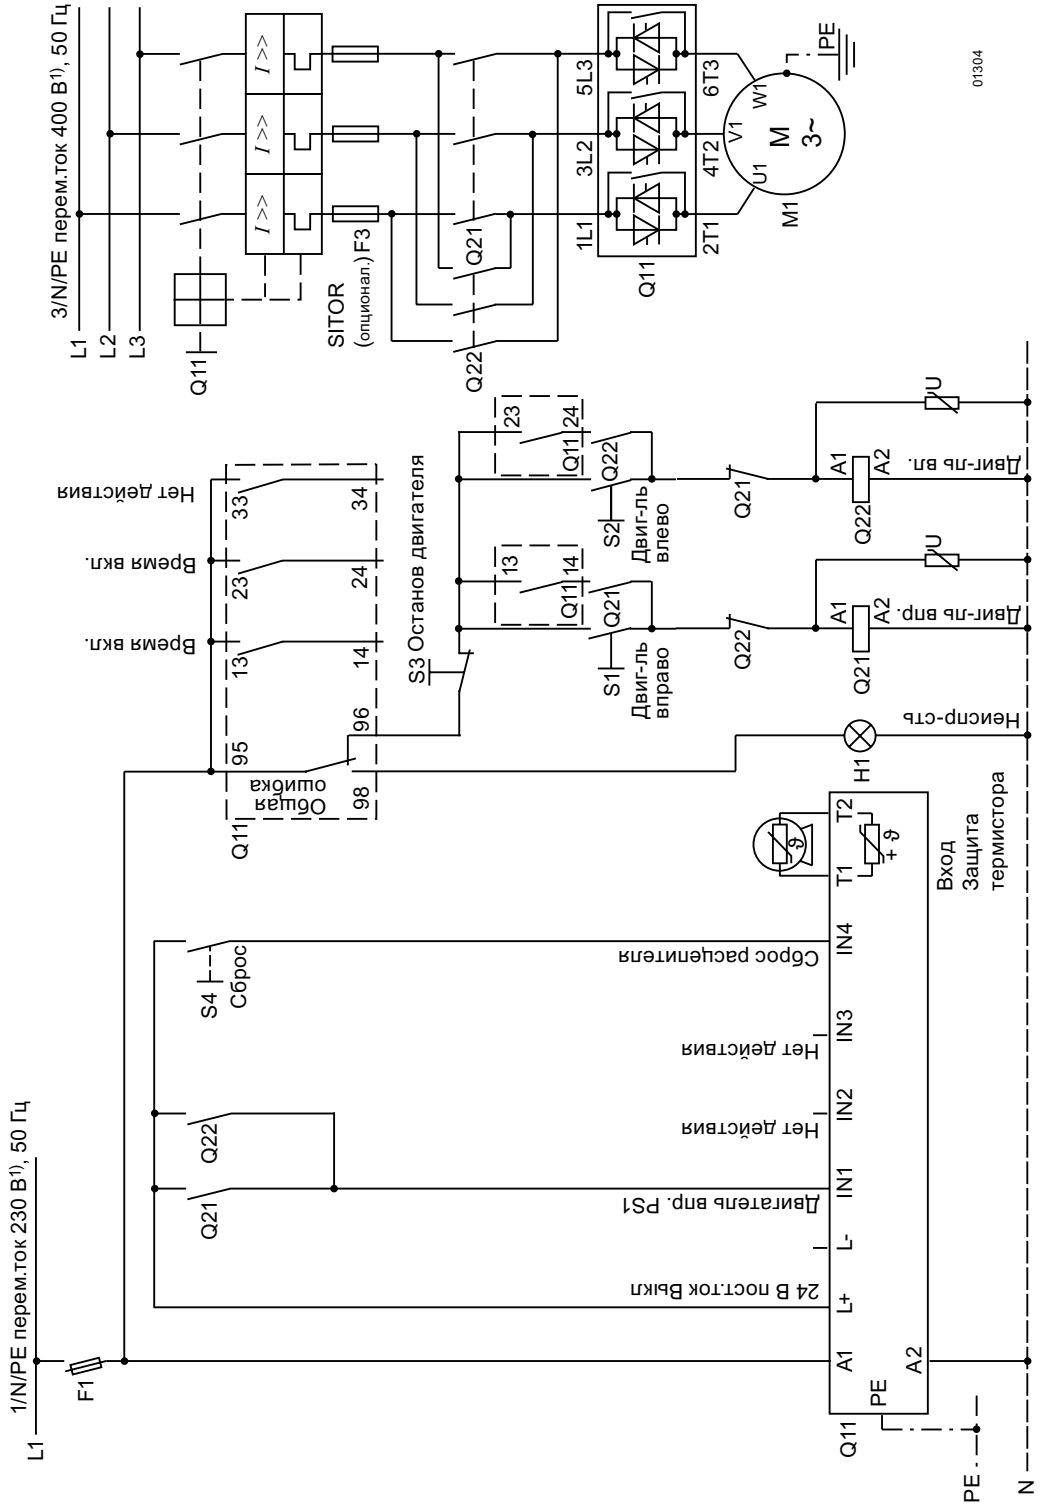 1/N/PE перем.ток 230 В1), 50 Гц
L1
F1
Q11
PE
A1
A2
PE
N
L+
24 В пост.ток Выкл
L-
IN1
Двигатель впр. PS1
Q21
Q22
IN2
Нет действия
IN3
Нет действия
IN4
Сброс расцепителя
S4
Сброс
T1
T2
ϑ
+ ϑ
Вход
Защита
термистора
Q11
95
96
98
Общая
ошибка
13
14
Время вкл.
23
24
Время вкл.
33
34
Нет действия
H1
Неиспр-сть
S3 Останов двигателя
S1
Двиг-ль
вправо
13
14
Q11
Q21
Q22
Q21
A1
A2
Двиг-ль впр.
U
S2
Двиг-ль
влево
23
24
Q11
Q22
Q21
Q22
A1
A2
Двиг-ль вл.
U
3/N/PE перем.ток 400 В1), 50 Гц
L1
L2
L3
Q11
I >>
I >>
I >>
SITOR
(опционал.) F3
Q21
Q22
1L1
3L2
5L3
Q11
2T1
4T2
6T3
U1
V1
W1
M
3~
M1
PE
01304